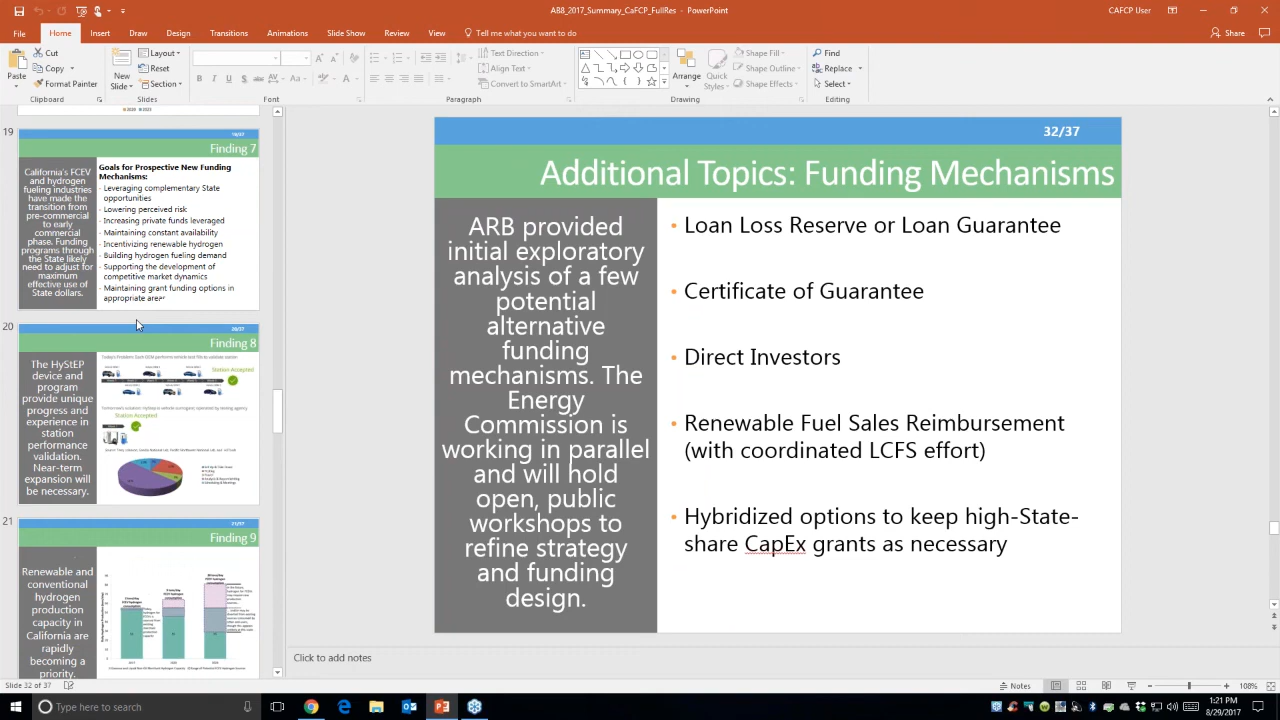 AB8_2017_Summary_CaFCP_FullRes - PowerPoint
CAFCP User
File
Home
Insert
Draw
Design
Transitions
Animations
Slide Show
Review
View
Tell me what you want to do
Share
Paste
Cut
Copy
Format Painter
Clipboard
New
Slide
Layout
Reset
Section
Slides
Font
Text Direction
Align Text
Convert to SmartArt
Paragraph
Arrange
Quick
Styles
Shape Fill
Shape Outline
Shape Effects
Drawing
Find
Replace
Select
Editing
19
19/37
Finding 7
California's FCEV
and hydrogen
fueling industries
have made the
transition from
pre-commercial
to early
commercial
phase. Funding
programs through
the State likely
need to adjust for
maximum
effective use of
State dollars.
Goals for Prospective New Funding
Mechanisms:
- Leveraging complementary State
opportunities
- Lowering perceived risk
- Increasing private funds leveraged
- Maintaining constant availability
- Incentivizing renewable hydrogen
- Building hydrogen fueling demand
- Supporting the development of
competitive market dynamics
- Maintaining grant funding options in
appropriate areas
20
20/37
Finding 8
The HyStEP
device and
program
provide unique
progress and
experience in
station
performance
validation.
Near-term
expansion will
be necessary.
Station Accepted
Station Accepted
21
21/37
Finding 9
Renewable and
conventional
hydrogen
production
capacity in
California are
rapidly
becoming a
priority.
32/37
Additional Topics: Funding Mechanisms
ARB provided
initial exploratory
analysis of a few
potential
alternative
funding
mechanisms. The
Energy
Commission is
working in parallel
and will hold
open, public
workshops to
refine strategy
and funding
design.
• Loan Loss Reserve or Loan Guarantee
• Certificate of Guarantee
• Direct Investors
• Renewable Fuel Sales Reimbursement
(with coordinated LCFS effort)
• Hybridized options to keep high-State-
share CapEx grants as necessary
Click to add notes
Slide 32 of 37
Notes
108%
Type here to search
1:21 PM
8/29/2017